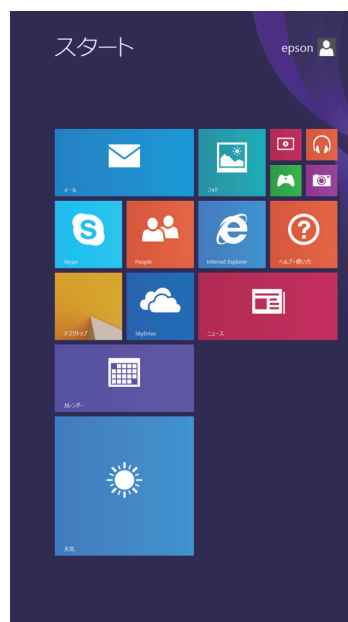 スタート
epson
メール
フォト
Skype
People
Internet Explorer
ヘルプ+使い方
デスクトップ
SkyDrive
ニュース
カレンダー
天気